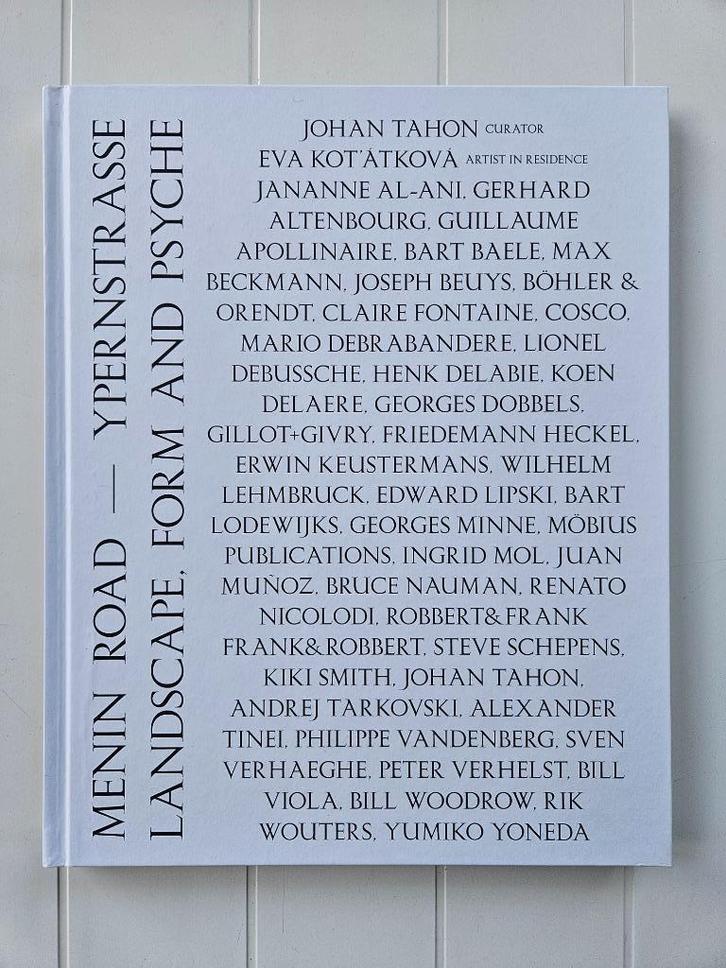 MENIN ROAD — YPERNSTRASSE
LANDSCAPE, FORM AND PSYCHE
JOHAN TAHON CURATOR
EVA KOT'ÁTKOVÁ ARTIST IN RESIDENCE
JANANNE AL-ANI, GERHARD
ALTENBOURG, GUILLAUME
APOLLINAIRE, BART BAELE, MAX
BECKMANN, JOSEPH BEUYS, BÖHLER &
ORENDT, CLAIRE FONTAINE, COSCO,
MARIO DEBRABANDERE, LIONEL
DEBUSSCHE, HENK DELABIE, KOEN
DELAERE, GEORGES DOBBELS,
GILLOT+GIVRY, FRIEDEMANN HECKEL,
ERWIN KEUSTERMANS, WILHELM
LEHMBRUCK, EDWARD LIPSKI, BART
LODEWIJKS, GEORGES MINNE, MÖBIUS
PUBLICATIONS, INGRID MOL, JUAN
MUÑOZ, BRUCE NAUMAN, RENATO
NICOLODI, ROBBERT&FRANK
FRANK&ROBBERT, STEVE SCHEPENS,
KIKI SMITH, JOHAN TAHON,
ANDREJ TARKOVSKI, ALEXANDER
TINEI, PHILIPPE VANDENBERG, SVEN
VERHAEGHE, PETER VERHELST, BILL
VIOLA, BILL WOODROW, RIK
WOUTERS, YUMIKO YONEDA